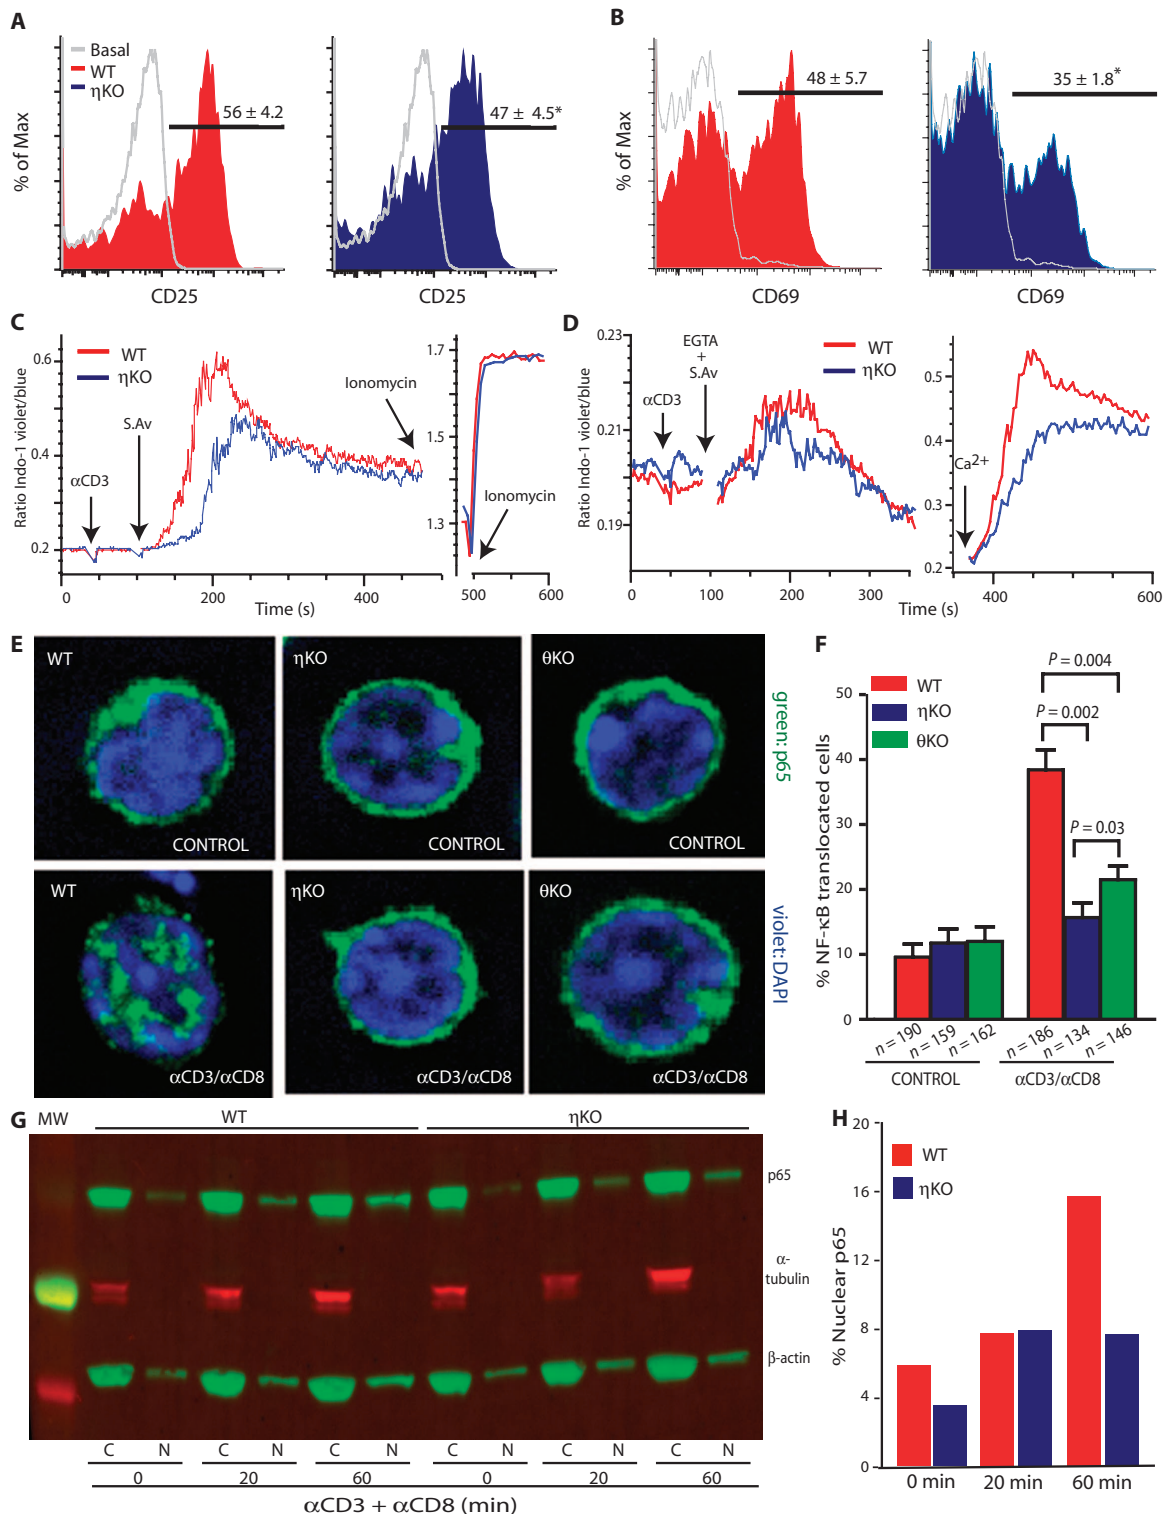 A
Basal
WT
ηKO
56 ± 4.2
47 ± 4.5*
% of Max
CD25
CD25
B
48 ± 5.7
35 ± 1.8*
% of Max
CD69
CD69
C
WT
ηKO
Ratio Indo-1 violet/blue
0.6
0.4
0.2
αCD3
S.Av
Ionomycin
0
200
400
Time (s)
1.7
1.5
1.3
Ionomycin
500
600
D
WT
ηKO
Ratio Indo-1 violet/blue
0.23
0.21
0.19
αCD3
EGTA
+
S.Av
0
100
200
300
0.5
0.4
0.3
0.2
Ca2+
400
600
Time (s)
E
WT
CONTROL
ηKO
CONTROL
θKO
CONTROL
green: p65
WT
αCD3/αCD8
ηKO
αCD3/αCD8
θKO
αCD3/αCD8
violet: DAPI
F
WT
ηKO
θKO
P = 0.004
P = 0.002
P = 0.03
% NF-κB translocated cells
50
40
30
20
10
0
n = 190
n = 159
n = 162
n = 186
n = 134
n = 146
CONTROL
αCD3/αCD8
G
MW
WT
ηKO
p65
α-
tubulin
β-actin
C N C N C N C N C N C N
0 20 60 0 20 60
αCD3 + αCD8 (min)
H
WT
ηKO
% Nuclear p65
20
16
12
8
4
0
0 min 20 min 60 min